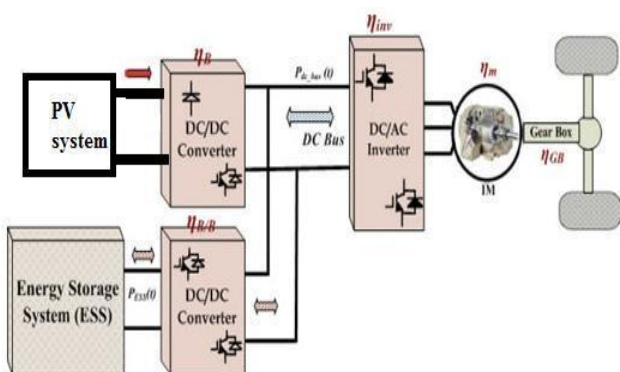 η_B
PV
system
DC/DC
Converter
P_dc_bus (t)
DC Bus
η_inv
DC/AC
Inverter
η_m
IM
Gear Box
η_GB
Energy Storage
System (ESS)
P_ESS(t)
η_B/B
DC/DC
Converter